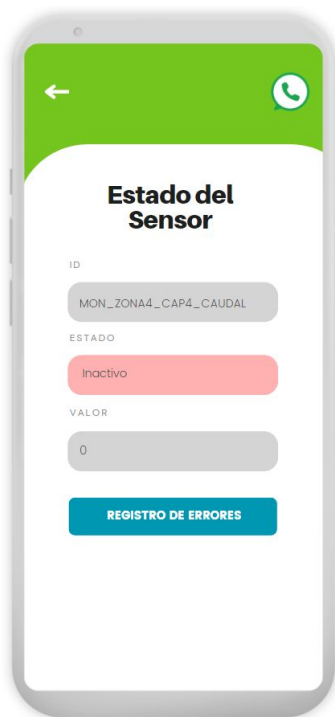 Estado del
Sensor
ID
MON_ZONA4_CAP4_CAUDAL
ESTADO
Inactivo
VALOR
0
REGISTRO DE ERRORES